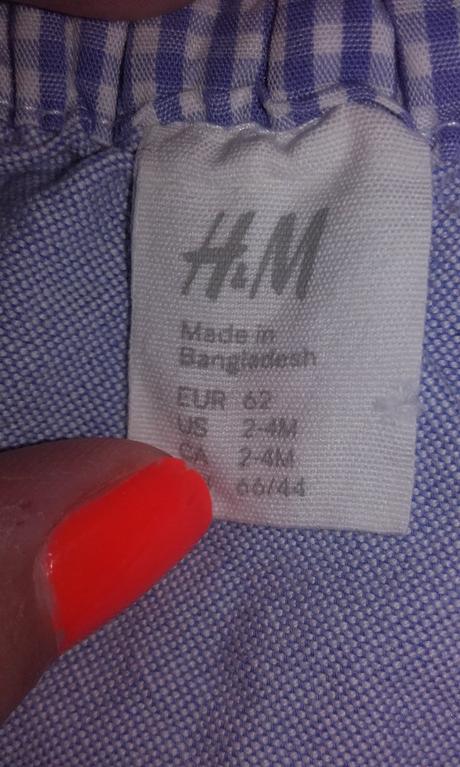 H&M
Made in
Bangladesh
EUR 62
US 2-4M
CA 2-4M
66/44